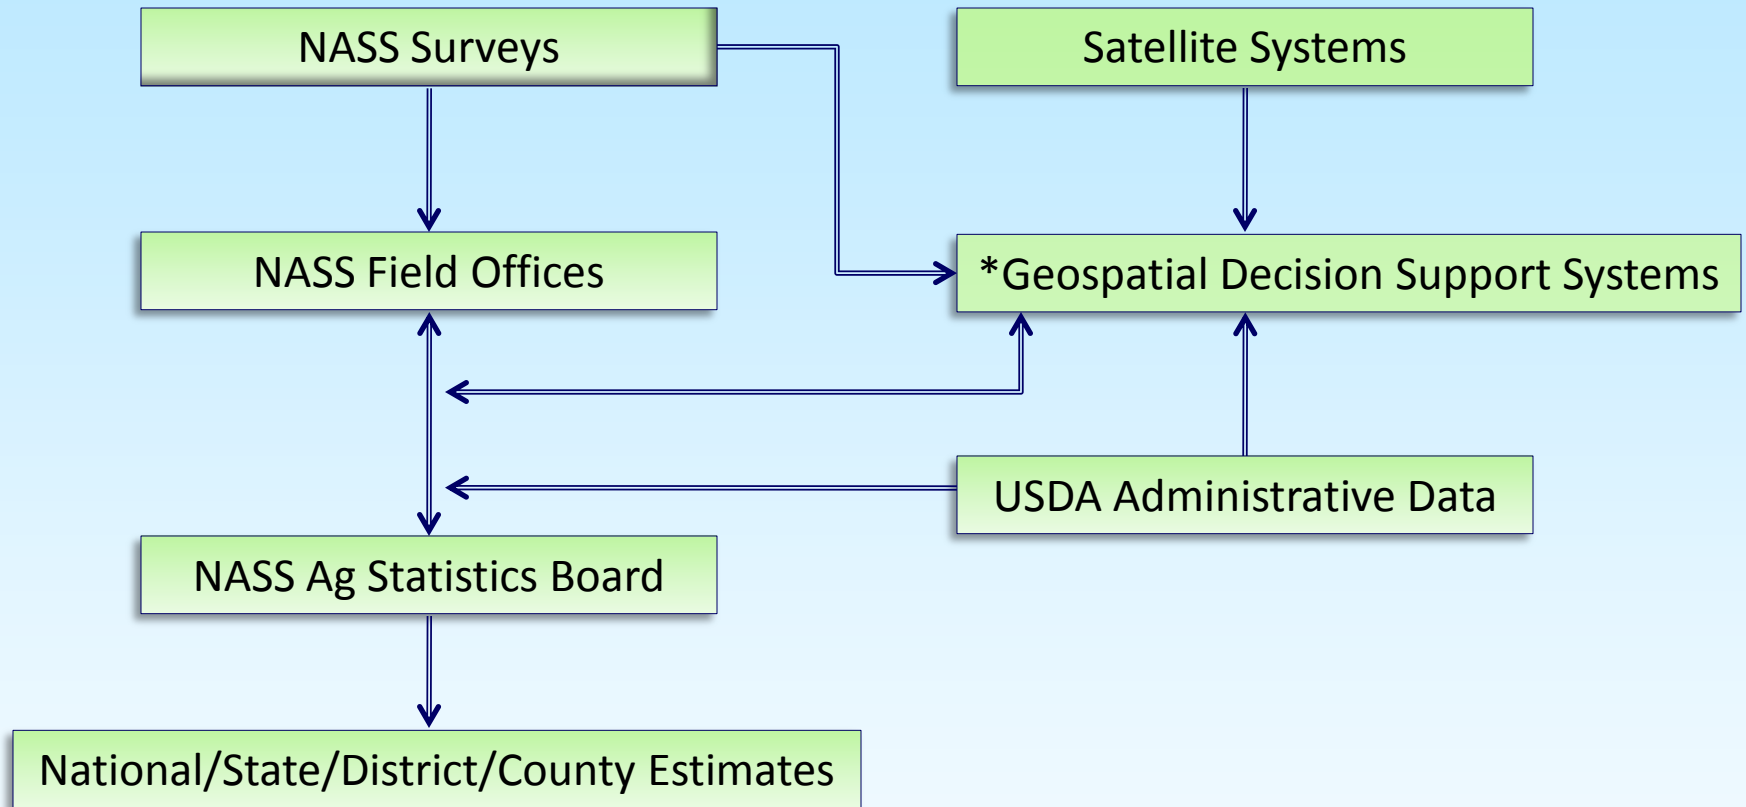 NASS Surveys
Satellite Systems
NASS Field Offices
*Geospatial Decision Support Systems
USDA Administrative Data
NASS Ag Statistics Board
National/State/District/County Estimates